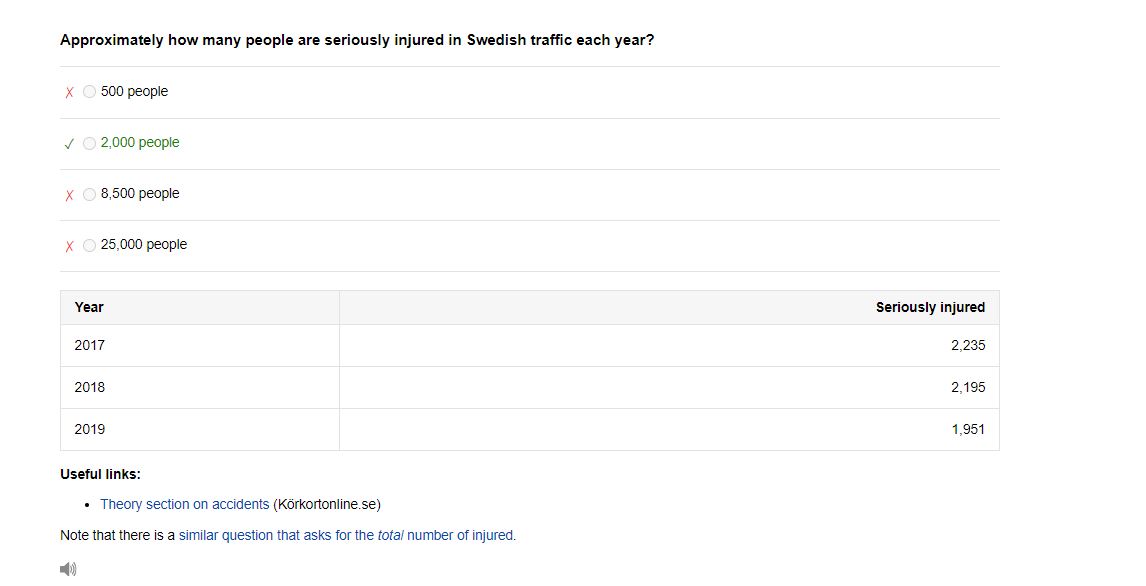 Approximately how many people are seriously injured in Swedish traffic each year?
✗ 500 people
✓ 2,000 people
✗ 8,500 people
✗ 25,000 people
Year Seriously injured
2017 2,235
2018 2,195
2019 1,951
Useful links:
• Theory section on accidents (Körkortonline.se)
Note that there is a similar question that asks for the total number of injured.